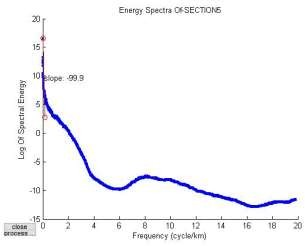 Energy Spectra Of-SECTION5
20
15
10
5
0
-5
-10
-15
Log Of Spectral Energy
slope: -99.9
0 2 4 6 8 10 12 14 16 18 20
Frequency (cycle/km)
close
process